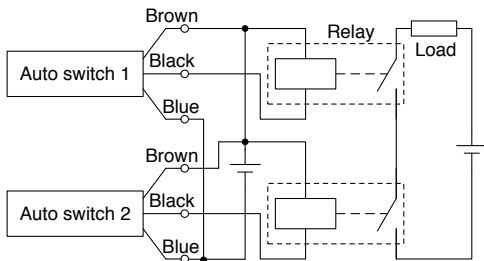 Brown
Relay
Load
Auto switch 1
Black
Blue
Brown
Auto switch 2
Black
Blue